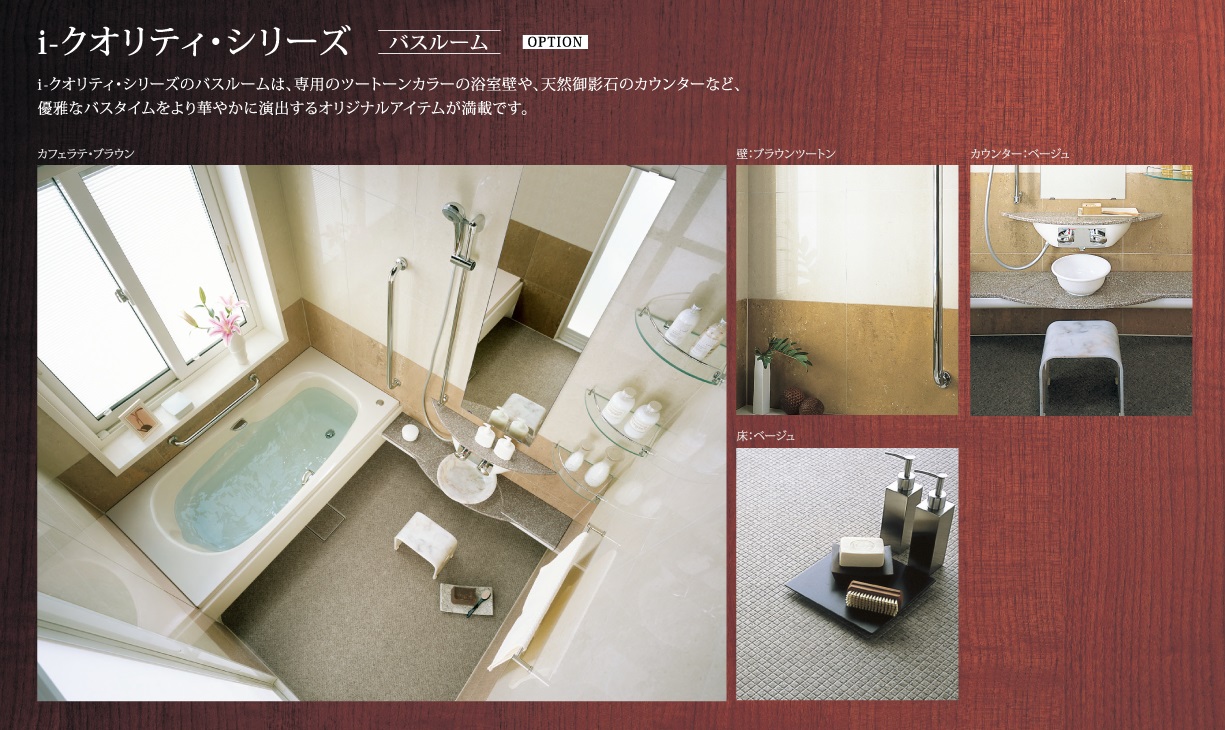 i-クオリティ・シリーズ バスルーム OPTION
i-クオリティ・シリーズのバスルームは、専用のツートーンカラーの浴室壁や、天然御影石のカウンターなど、
優雅なバスタイムをより華やかに演出するオリジナルアイテムが満載です。
カフェラテ・ブラウン
壁：ブラウンツートン
カウンター：ベージュ
床：ベージュ